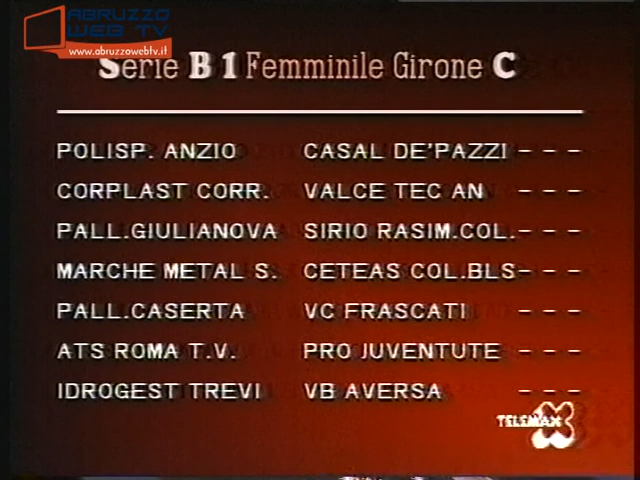 ABRUZZO
WEB TV
www.abruzzowebtv.it
Serie B 1 Femminile Girone C
POLISP. ANZIO CASAL DE'PAZZI - - -
CORPLAST CORR. VALCE TEC AN - - -
PALL.GIULIANOVA SIRIO RASIM.COL. - - -
MARCHE METAL S. CETEAS COL.BLS - - -
PALL.CASERTA VC FRASCATI - - -
ATS ROMA T.V. PRO JUVENTUTE - - -
IDROGEST TREVI VB AVERSA - - -
TELEMAX